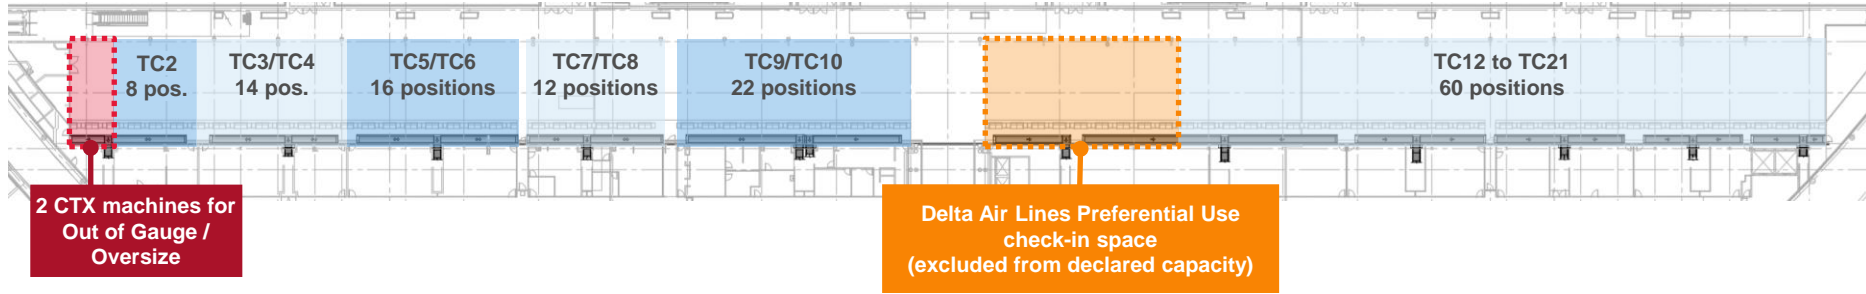 TC2
8 pos.
TC3/TC4
14 pos.
TC5/TC6
16 positions
TC7/TC8
12 positions
TC9/TC10
22 positions
TC12 to TC21
60 positions
2 CTX machines for
Out of Gauge /
Oversize
Delta Air Lines Preferential Use
check-in space
(excluded from declared capacity)